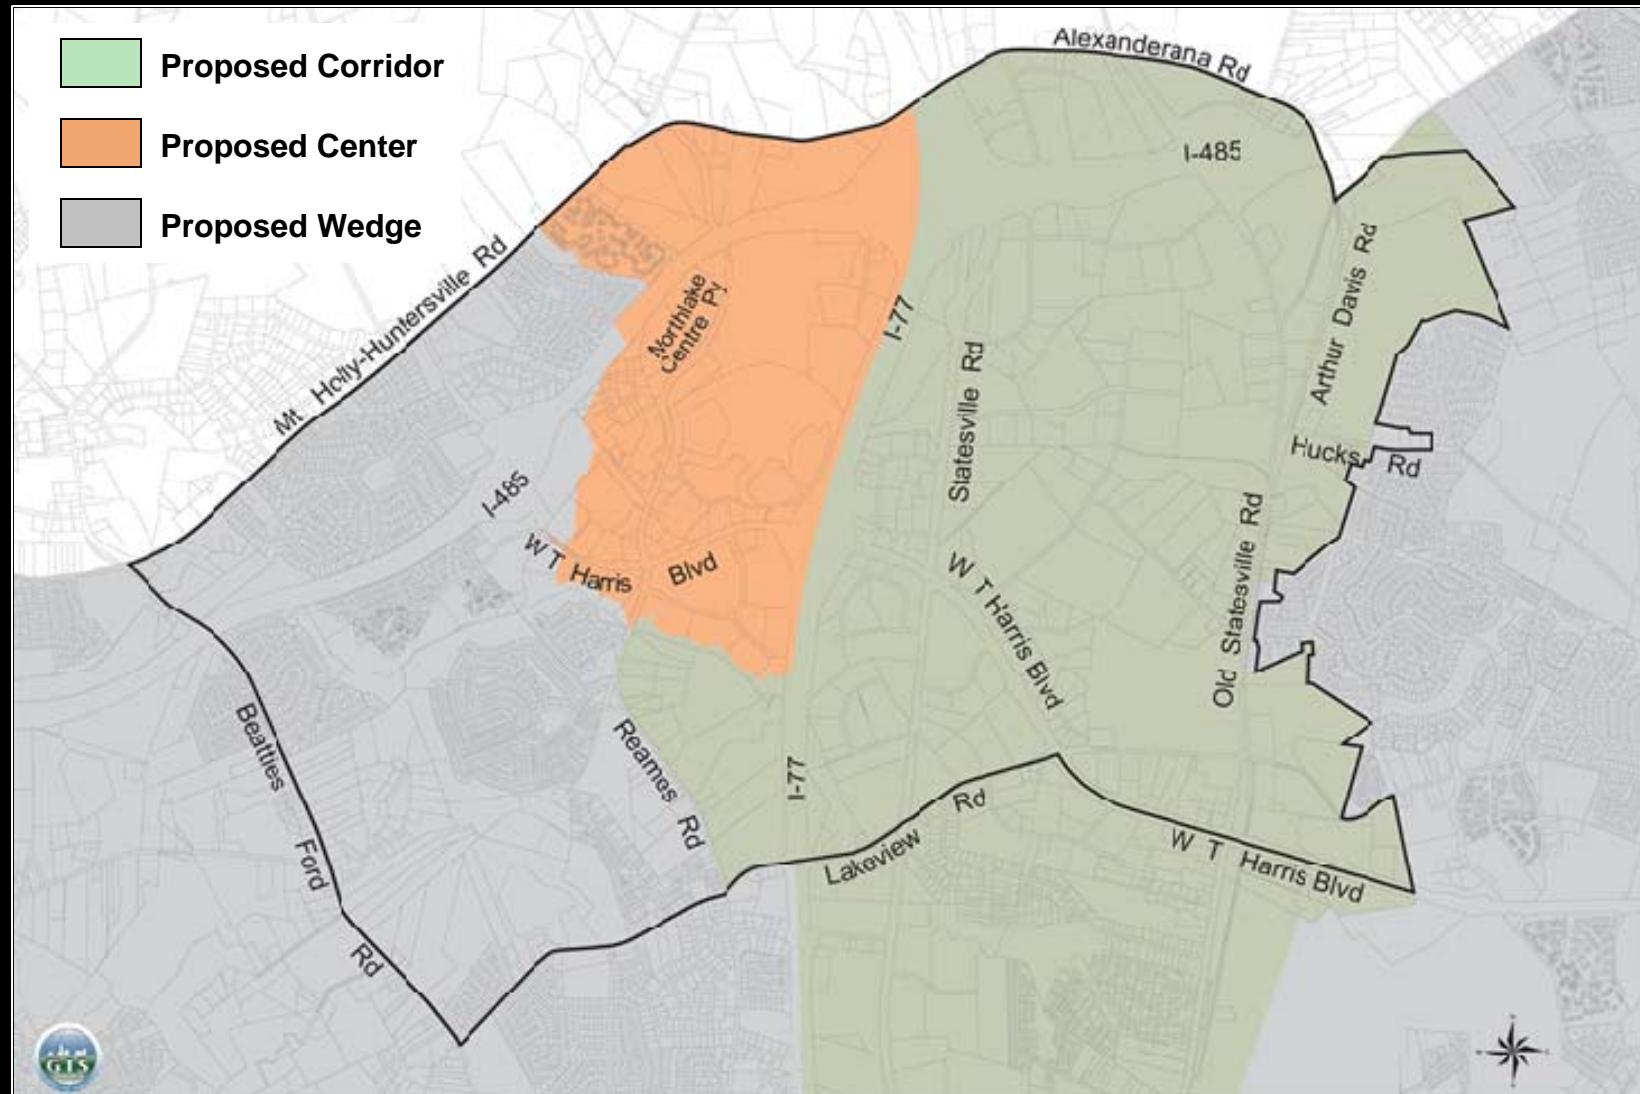 Proposed Corridor
Proposed Center
Proposed Wedge
Alexanderana Rd
I-485
Mt Holly-Huntersville Rd
Northlake
Centre Py
I-77
Statesville Rd
Arthur Davis Rd
Hucks Rd
I-485
W T Harris Blvd
W T Harris Blvd
Old Statesville Rd
Beatties Ford Rd
Reames Rd
I-77
Lakeview Rd
W T Harris Blvd
GIS